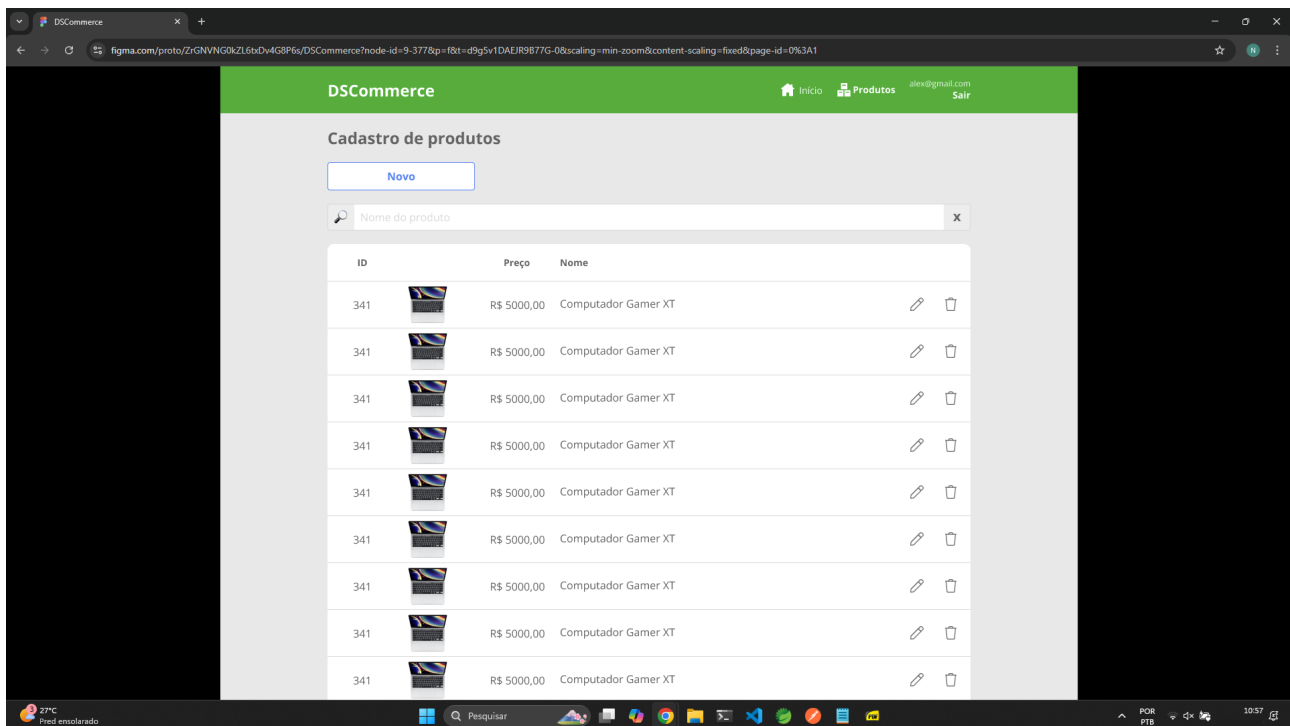 DSCommerce
figma.com/proto/ZrGNVNG0kZL6txDv4G8P6s/DSCommerce?node-id=9-377&p=f&t=d9g5v1DAEJR9B77G-0&scaling=min-zoom&content-scaling=fixed&page-id=0%3A1
N
DSCommerce
Início
Produtos
alex@gmail.com
Sair
Cadastro de produtos
Novo
Nome do produto
X
ID Preço Nome
341 R$ 5000,00 Computador Gamer XT
341 R$ 5000,00 Computador Gamer XT
341 R$ 5000,00 Computador Gamer XT
341 R$ 5000,00 Computador Gamer XT
341 R$ 5000,00 Computador Gamer XT
341 R$ 5000,00 Computador Gamer XT
341 R$ 5000,00 Computador Gamer XT
341 R$ 5000,00 Computador Gamer XT
341 R$ 5000,00 Computador Gamer XT
3
27°C
Pred ensolarado
Pesquisar
POR
PTB
10:57